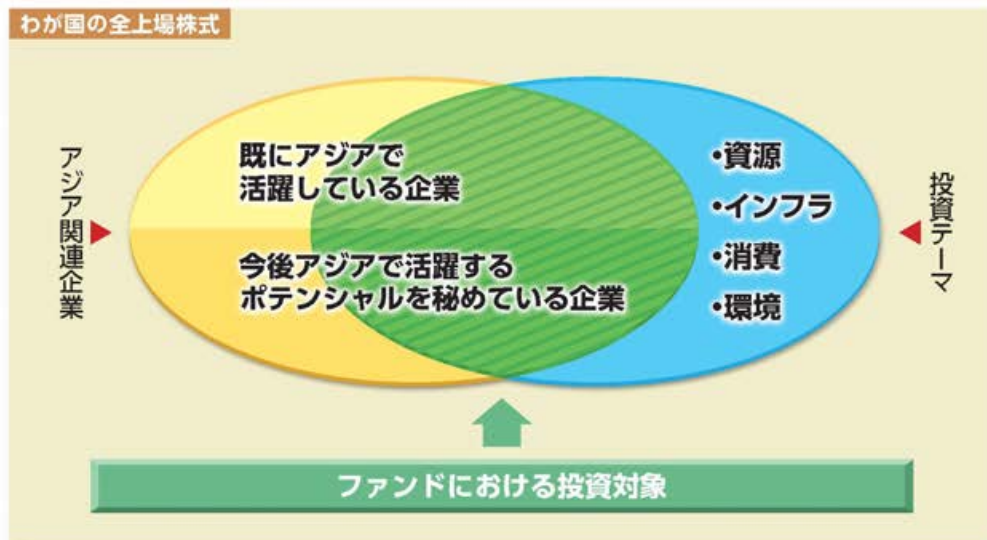 わが国の全上場株式
アジア関連企業
既にアジアで
活躍している企業
今後アジアで活躍する
ポテンシャルを秘めている企業
・資源
・インフラ
・消費
・環境
投資テーマ
ファンドにおける投資対象